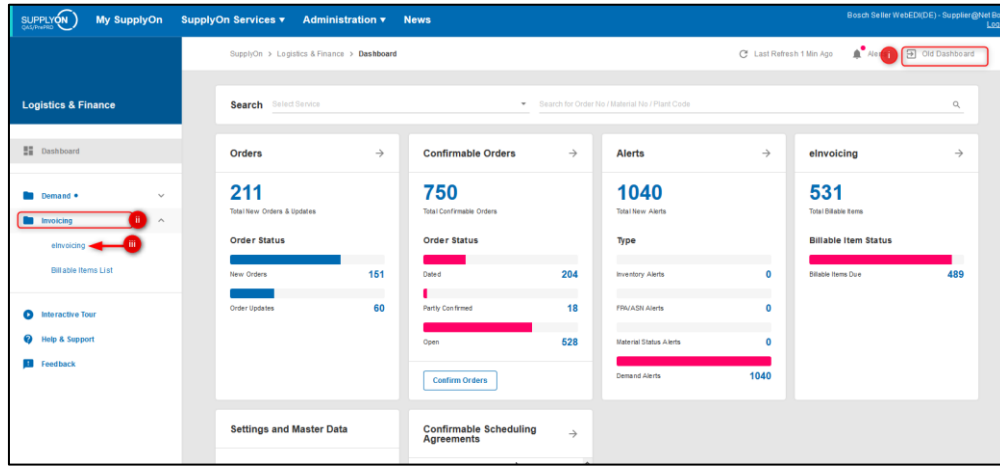 SUPPLYON
QAS/PrePRD
My SupplyOn
SupplyOn Services ▾
Administration ▾
News
Bosch Seller WebEDI(DE) - Supplier@Net Bo
Log
SupplyOn > Logistics & Finance > Dashboard
Last Refresh 1 Min Ago
i
Old Dashboard
Logistics & Finance
Search
Select Service
Search for Order No / Material No / Plant Code
Dashboard
Demand •
Invoicing
ii
eInvoicing
iii
Billable Items List
Interactive Tour
Help & Support
Feedback
Orders
211
Total New Orders & Updates
Order Status
New Orders 151
Order Updates 60
Confirmable Orders
750
Total Confirmable Orders
Order Status
Dated 204
Partly Confirmed 18
Open 528
Confirm Orders
Alerts
1040
Total New Alerts
Type
Inventory Alerts 0
FPA/ASN Alerts 0
Material Status Alerts 0
Demand Alerts 1040
eInvoicing
531
Total Billable Items
Billable Item Status
Billable Items Due 489
Settings and Master Data
Confirmable Scheduling
Agreements